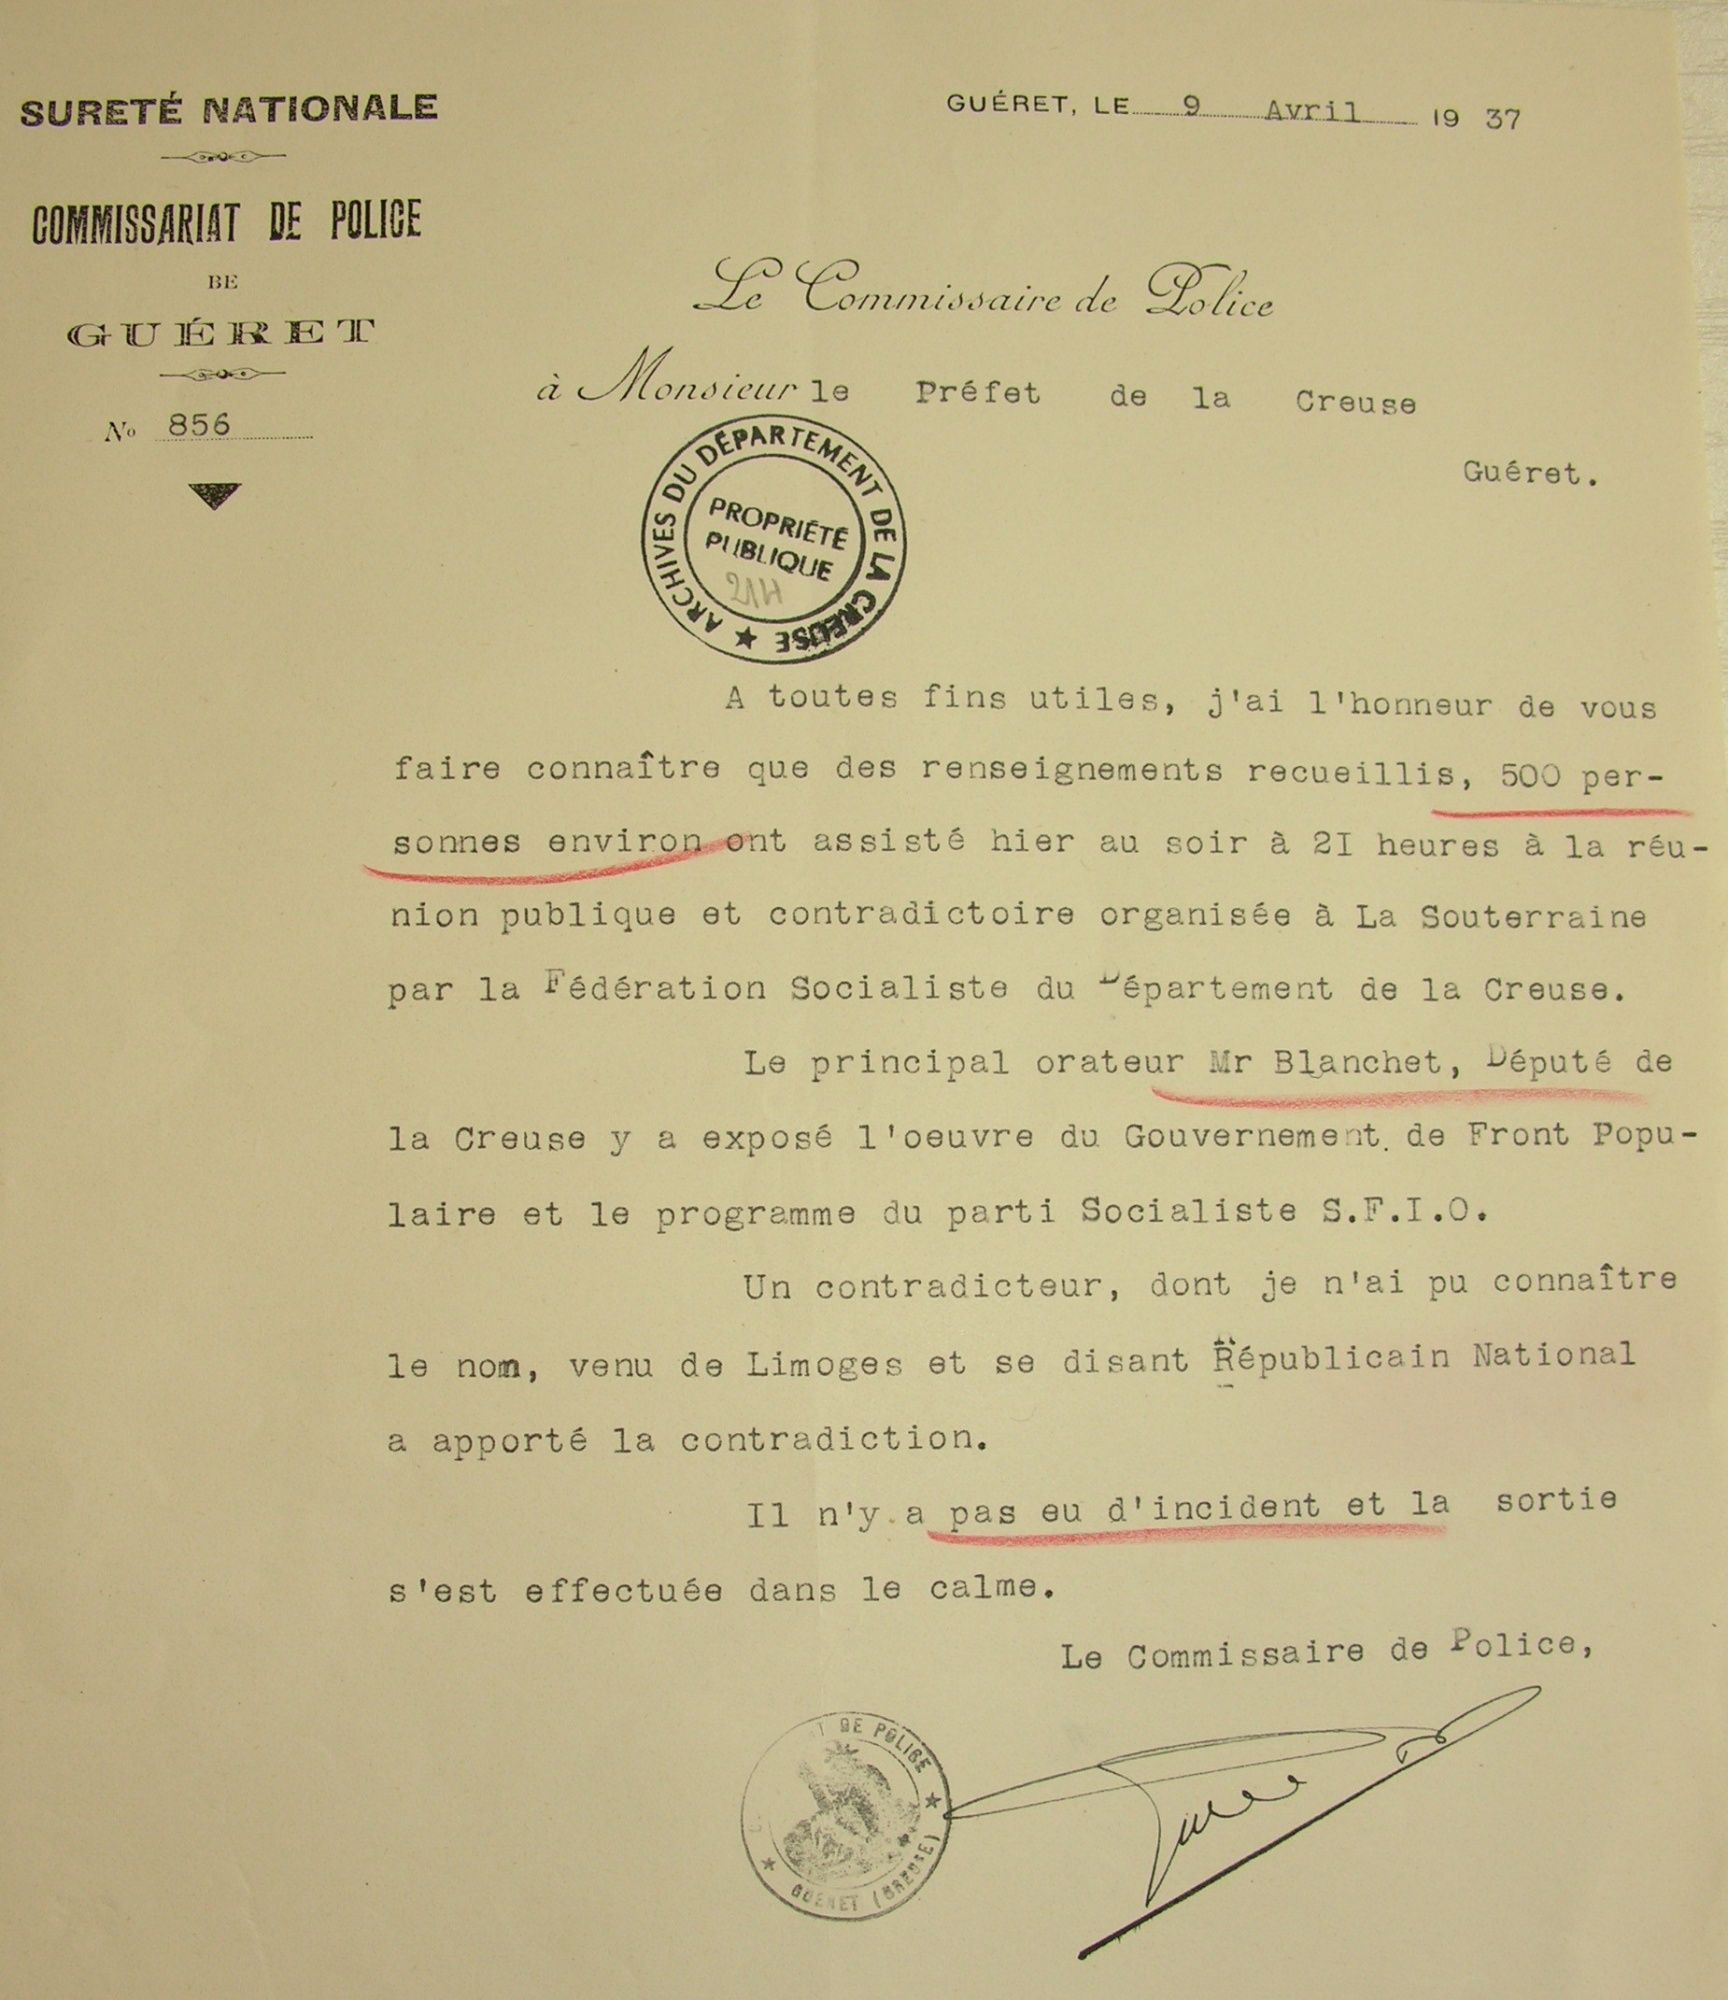 SURETÉ NATIONALE
COMMISSARIAT DE POLICE
BE
GUÉRET
No 856
GUÉRET, LE 9 Avril 19 37
Le Commissaire de Police
à Monsieur le Préfet de la Creuse
Guéret.
ARCHIVES DU DÉPARTEMENT DE LA CREUSE ★
PROPRIÉTÉ
PUBLIQUE
A toutes fins utiles, j'ai l'honneur de vous
faire connaître que des renseignements recueillis, 500 per-
sonnes environ ont assisté hier au soir à 2I heures à la réu-
nion publique et contradictoire organisée à La Souterraine
par la Fédération Socialiste du Département de la Creuse.
Le principal orateur Mr Blanchet, Député de
la Creuse y a exposé l'oeuvre du Gouvernement de Front Popu-
laire et le programme du parti Socialiste S.F.I.O.
Un contradicteur, dont je n'ai pu connaître
le nom, venu de Limoges et se disant Républicain National
a apporté la contradiction.
Il n'y a pas eu d'incident et la sortie
s'est effectuée dans le calme.
Le Commissaire de Police,
DE POLICE ★
★ GUERET (CREUSE)